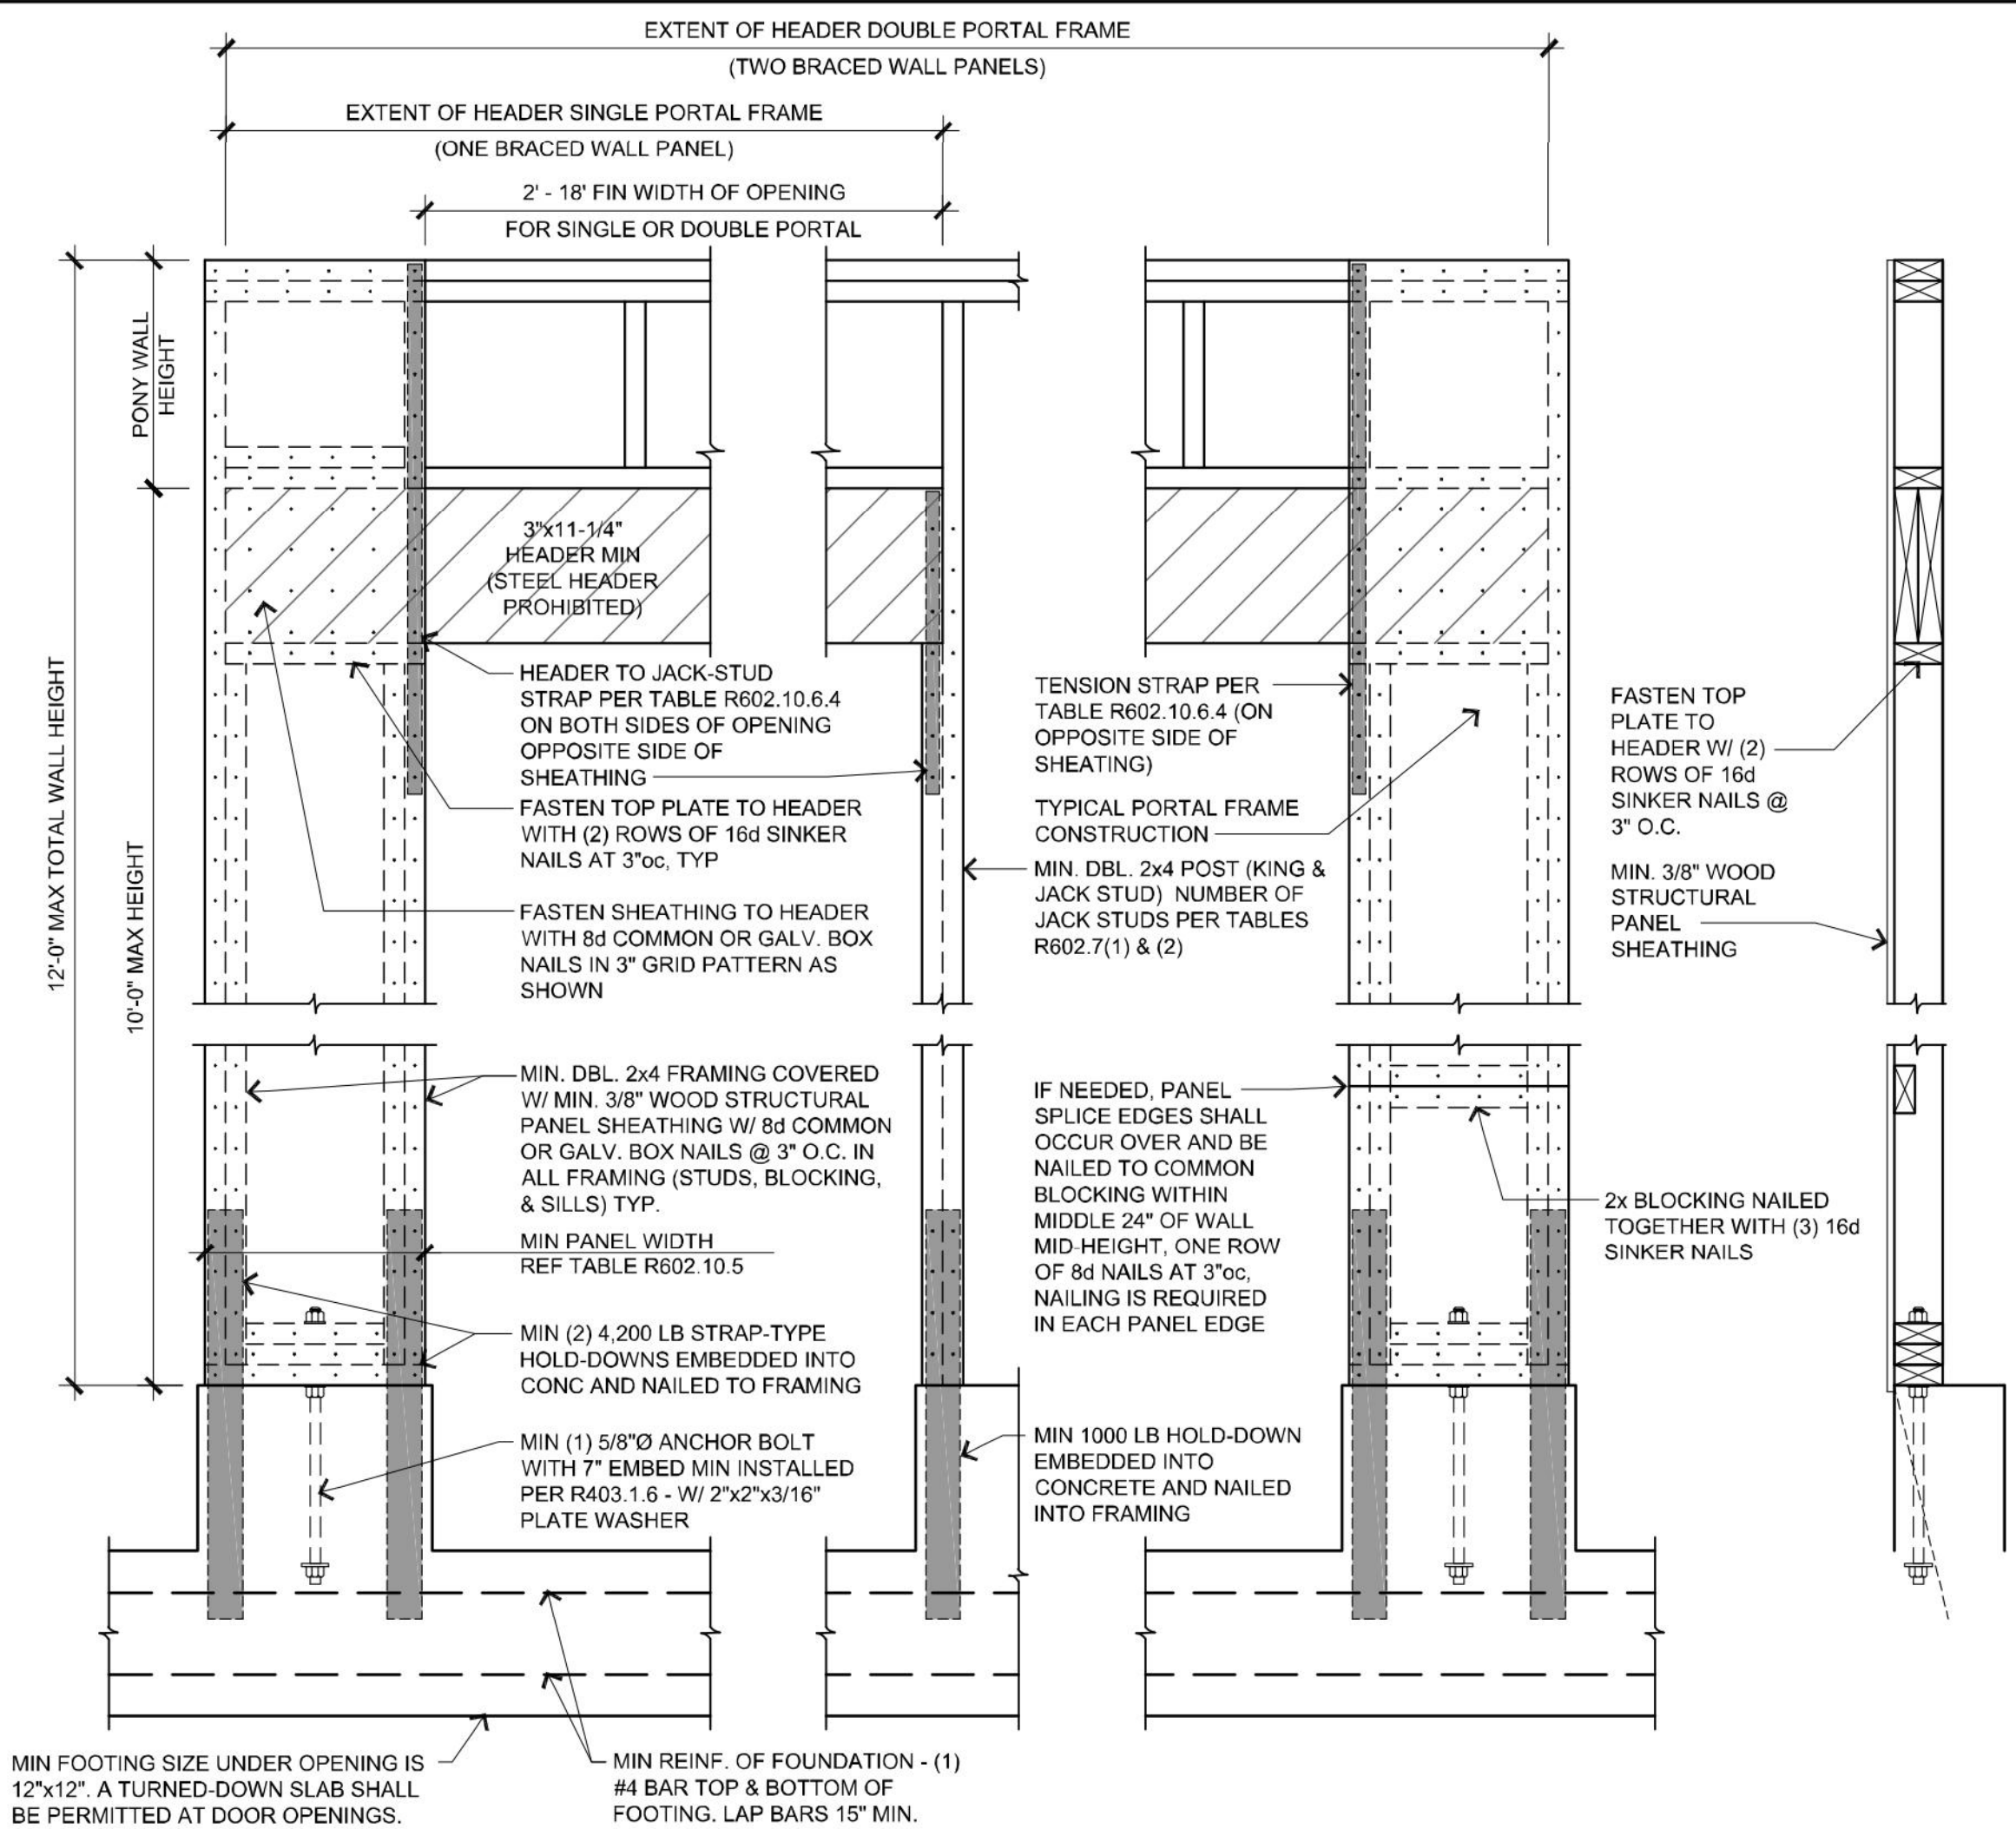 EXTENT OF HEADER DOUBLE PORTAL FRAME
(TWO BRACED WALL PANELS)
EXTENT OF HEADER SINGLE PORTAL FRAME
(ONE BRACED WALL PANEL)
2' - 18' FIN WIDTH OF OPENING
FOR SINGLE OR DOUBLE PORTAL
12'-0" MAX TOTAL WALL HEIGHT
PONY WALL
HEIGHT
10'-0" MAX HEIGHT
3"x11-1/4"
HEADER MIN
(STEEL HEADER
PROHIBITED)
HEADER TO JACK-STUD
STRAP PER TABLE R602.10.6.4
ON BOTH SIDES OF OPENING
OPPOSITE SIDE OF
SHEATHING
FASTEN TOP PLATE TO HEADER
WITH (2) ROWS OF 16d SINKER
NAILS AT 3"oc, TYP
FASTEN SHEATHING TO HEADER
WITH 8d COMMON OR GALV. BOX
NAILS IN 3" GRID PATTERN AS
SHOWN
MIN. DBL. 2x4 FRAMING COVERED
W/ MIN. 3/8" WOOD STRUCTURAL
PANEL SHEATHING W/ 8d COMMON
OR GALV. BOX NAILS @ 3" O.C. IN
ALL FRAMING (STUDS, BLOCKING,
& SILLS) TYP.
MIN PANEL WIDTH
REF TABLE R602.10.5
MIN (2) 4,200 LB STRAP-TYPE
HOLD-DOWNS EMBEDDED INTO
CONC AND NAILED TO FRAMING
MIN (1) 5/8"Ø ANCHOR BOLT
WITH 7" EMBED MIN INSTALLED
PER R403.1.6 - W/ 2"x2"x3/16"
PLATE WASHER
TENSION STRAP PER
TABLE R602.10.6.4 (ON
OPPOSITE SIDE OF
SHEATING)
TYPICAL PORTAL FRAME
CONSTRUCTION
MIN. DBL. 2x4 POST (KING &
JACK STUD) NUMBER OF
JACK STUDS PER TABLES
R602.7(1) & (2)
IF NEEDED, PANEL
SPLICE EDGES SHALL
OCCUR OVER AND BE
NAILED TO COMMON
BLOCKING WITHIN
MIDDLE 24" OF WALL
MID-HEIGHT, ONE ROW
OF 8d NAILS AT 3"oc,
NAILING IS REQUIRED
IN EACH PANEL EDGE
MIN 1000 LB HOLD-DOWN
EMBEDDED INTO
CONCRETE AND NAILED
INTO FRAMING
FASTEN TOP
PLATE TO
HEADER W/ (2)
ROWS OF 16d
SINKER NAILS @
3" O.C.
MIN. 3/8" WOOD
STRUCTURAL
PANEL
SHEATHING
2x BLOCKING NAILED
TOGETHER WITH (3) 16d
SINKER NAILS
MIN FOOTING SIZE UNDER OPENING IS
12"x12". A TURNED-DOWN SLAB SHALL
BE PERMITTED AT DOOR OPENINGS.
MIN REINF. OF FOUNDATION - (1)
#4 BAR TOP & BOTTOM OF
FOOTING. LAP BARS 15" MIN.